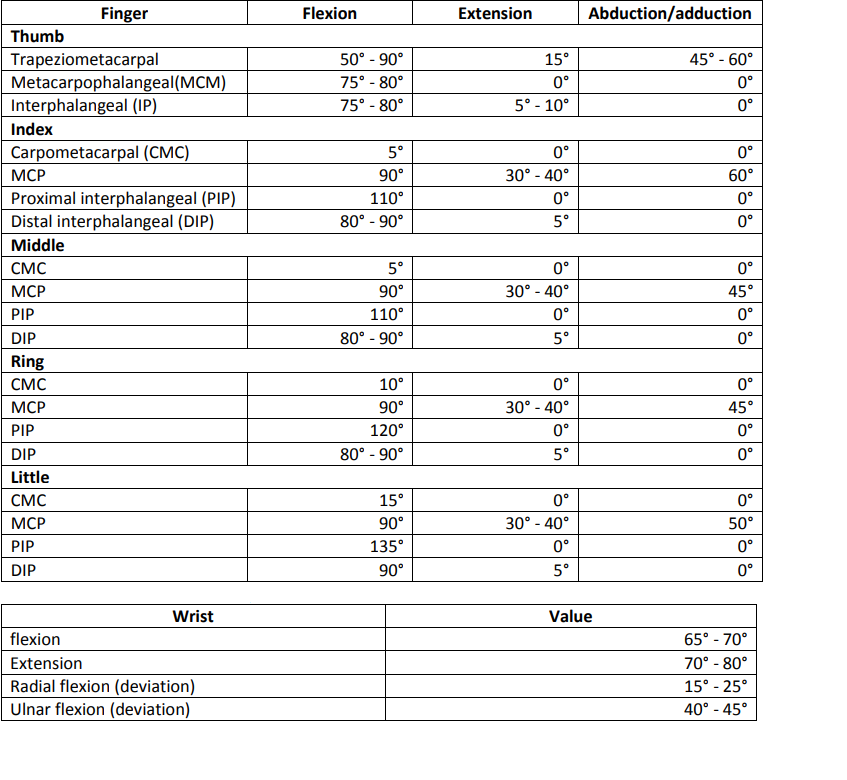 Finger Flexion Extension Abduction/adduction
Thumb
Trapeziometacarpal 50° - 90° 15° 45° - 60°
Metacarpophalangeal(MCM) 75° - 80° 0° 0°
Interphalangeal (IP) 75° - 80° 5° - 10° 0°
Index
Carpometacarpal (CMC) 5° 0° 0°
MCP 90° 30° - 40° 60°
Proximal interphalangeal (PIP) 110° 0° 0°
Distal interphalangeal (DIP) 80° - 90° 5° 0°
Middle
CMC 5° 0° 0°
MCP 90° 30° - 40° 45°
PIP 110° 0° 0°
DIP 80° - 90° 5° 0°
Ring
CMC 10° 0° 0°
MCP 90° 30° - 40° 45°
PIP 120° 0° 0°
DIP 80° - 90° 5° 0°
Little
CMC 15° 0° 0°
MCP 90° 30° - 40° 50°
PIP 135° 0° 0°
DIP 90° 5° 0°
Wrist Value
flexion 65° - 70°
Extension 70° - 80°
Radial flexion (deviation) 15° - 25°
Ulnar flexion (deviation) 40° - 45°